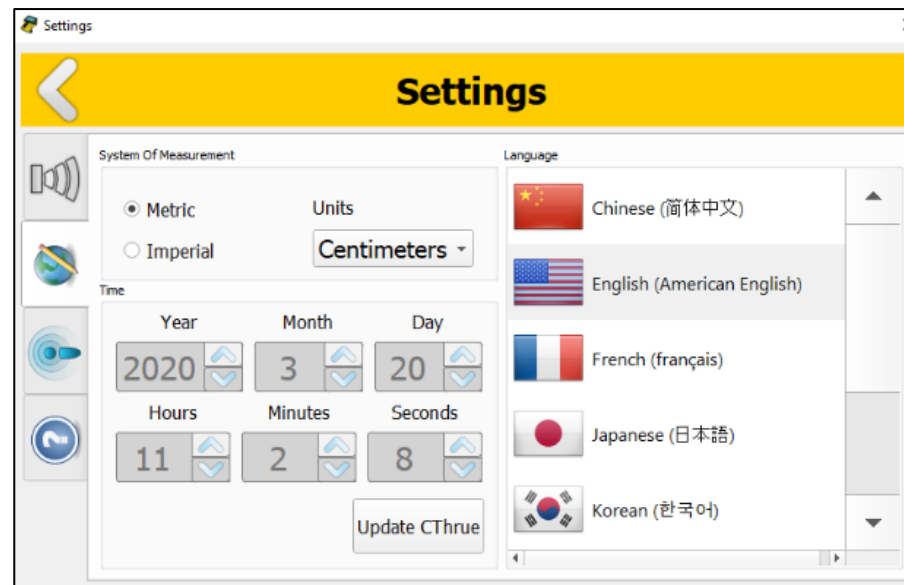 Settings
Settings
System Of Measurement
Metric
Units
Imperial
Centimeters
Time
Year Month Day
2020 3 20
Hours Minutes Seconds
11 2 8
Update CThrue
Language
Chinese (简体中文)
English (American English)
French (français)
Japanese (日本語)
Korean (한국어)